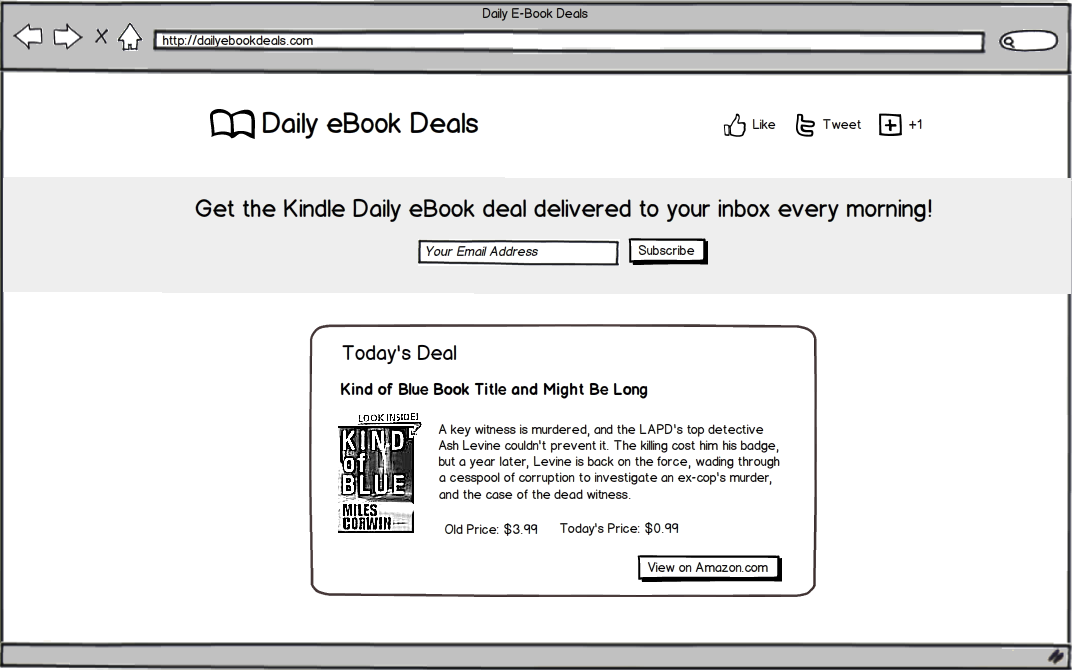 Daily E-Book Deals
http://dailyebookdeals.com
Daily eBook Deals
Like
Tweet
+1
Get the Kindle Daily eBook deal delivered to your inbox every morning!
Your Email Address
Subscribe
Today's Deal
Kind of Blue Book Title and Might Be Long
LOOK INSIDE!
KIND
of
BLUE
MILES
CORWIN
A key witness is murdered, and the LAPD's top detective
Ash Levine couldn't prevent it. The killing cost him his badge,
but a year later, Levine is back on the force, wading through
a cesspool of corruption to investigate an ex-cop's murder,
and the case of the dead witness.
Old Price: $3.99
Today's Price: $0.99
View on Amazon.com